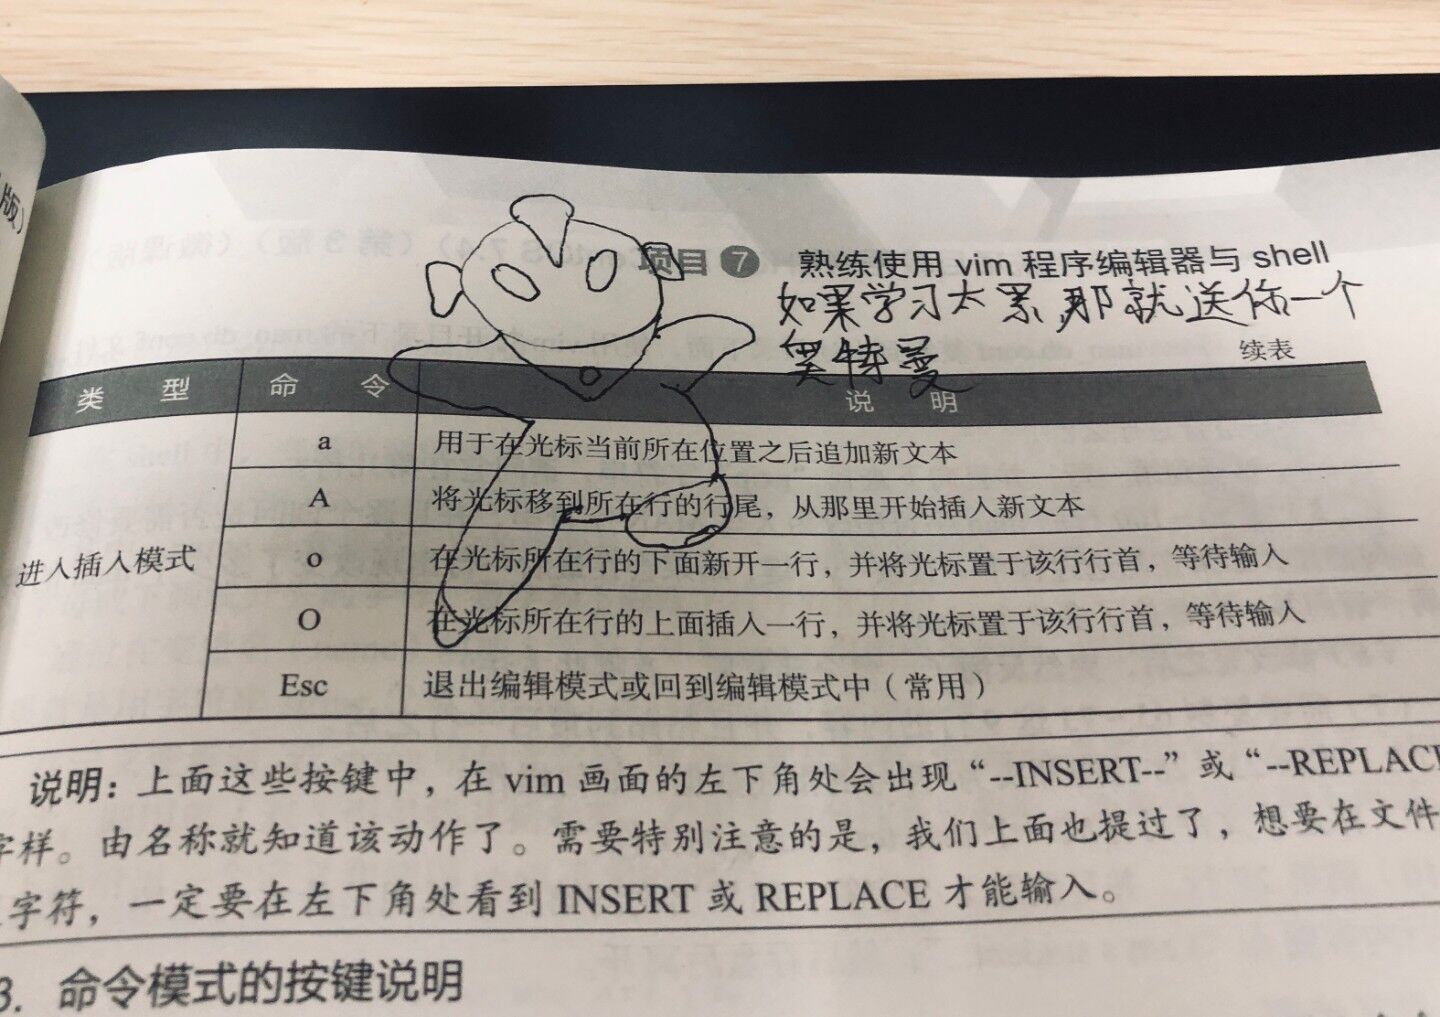 版）
项目 7 熟练使用 vim 程序编辑器与 shell
如果学习太累,那就送你一个
奥特曼
续表
类 型 命 令 说 明
进入插入模式
a 用于在光标当前所在位置之后追加新文本
A 将光标移到所在行的行尾，从那里开始插入新文本
o 在光标所在行的下面新开一行，并将光标置于该行行首，等待输入
O 在光标所在行的上面插入一行，并将光标置于该行行首，等待输入
Esc 退出编辑模式或回到编辑模式中（常用）
说明：上面这些按键中，在 vim 画面的左下角处会出现“--INSERT--”或“--REPLACE
字样。由名称就知道该动作了。需要特别注意的是，我们上面也提过了，想要在文件
字符，一定要在左下角处看到 INSERT 或 REPLACE 才能输入。
3. 命令模式的按键说明